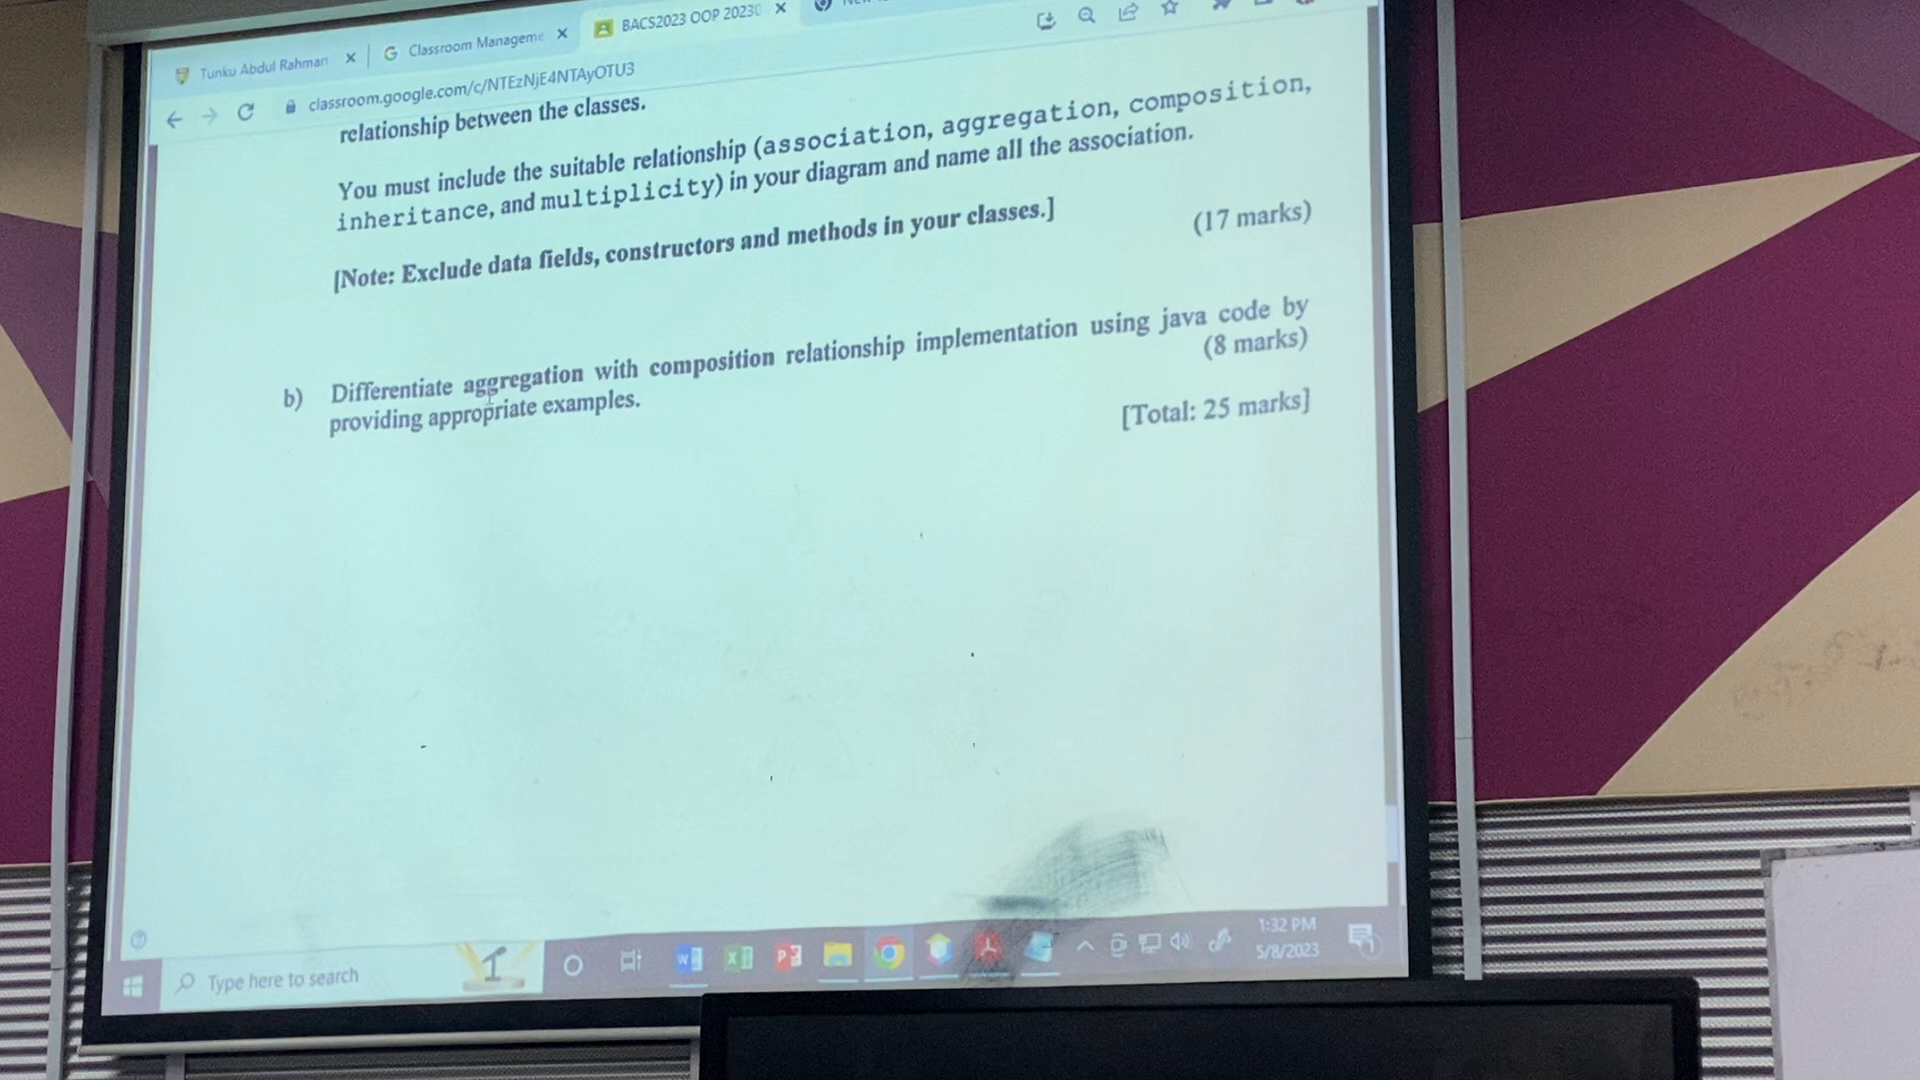 Tunku Abdul Rahman
Classroom Manageme
BACS2023 OOP 2023
classroom.google.com/c/NTEzNjE4NTAyOTU3
relationship between the classes.
You must include the suitable relationship (association, aggregation, composition,
inheritance, and multiplicity) in your diagram and name all the association.
[Note: Exclude data fields, constructors and methods in your classes.]
(17 marks)
b) Differentiate aggregation with composition relationship implementation using java code by
providing appropriate examples.
(8 marks)
[Total: 25 marks]
Type here to search
1:32 PM
5/8/2023